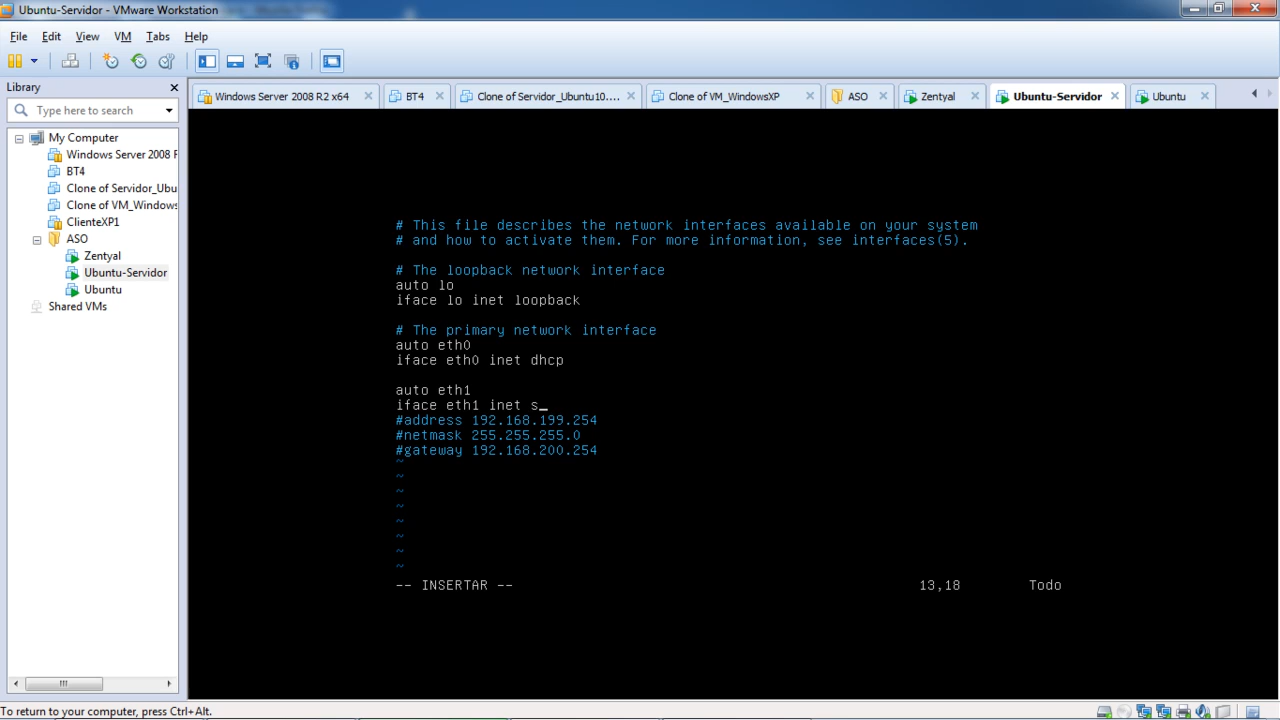 Ubuntu-Servidor - VMware Workstation
File Edit View VM Tabs Help
Library
Type here to search
My Computer
Windows Server 2008 F
BT4
Clone of Servidor_Ubu
Clone of VM_Windows
ClienteXP1
ASO
Zentyal
Ubuntu-Servidor
Ubuntu
Shared VMs
Windows Server 2008 R2 x64 BT4 Clone of Servidor_Ubuntu10.... Clone of VM_WindowsXP ASO Zentyal Ubuntu-Servidor Ubuntu
# This file describes the network interfaces available on your system
# and how to activate them. For more information, see interfaces(5).
# The loopback network interface
auto lo
iface lo inet loopback
# The primary network interface
auto eth0
iface eth0 inet dhcp
auto eth1
iface eth1 inet s_
#address 192.168.199.254
#netmask 255.255.255.0
#gateway 192.168.200.254
~
~
~
~
~
~
~
~
-- INSERTAR -- 13,18 Todo
To return to your computer, press Ctrl+Alt.